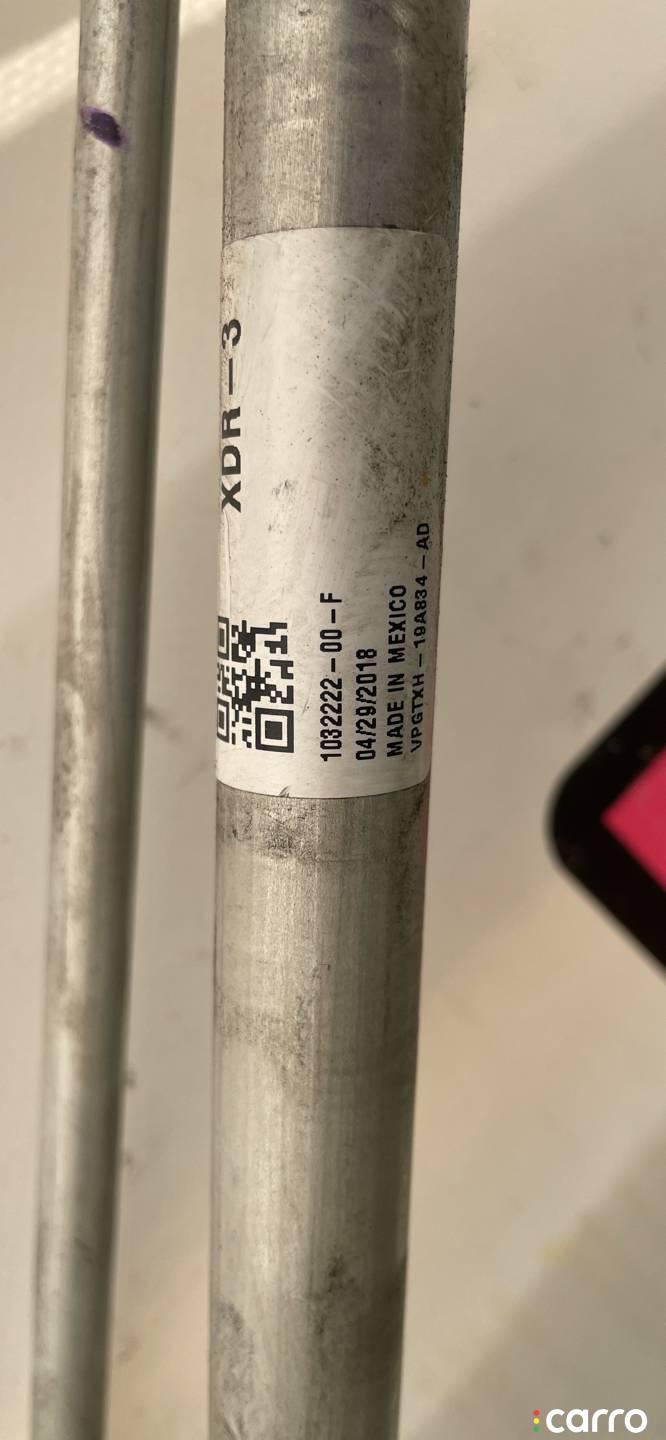 XDR-3
1032222-00-F
04/29/2018
MADE IN MEXICO
VPGTXH-19A834-AD
carro